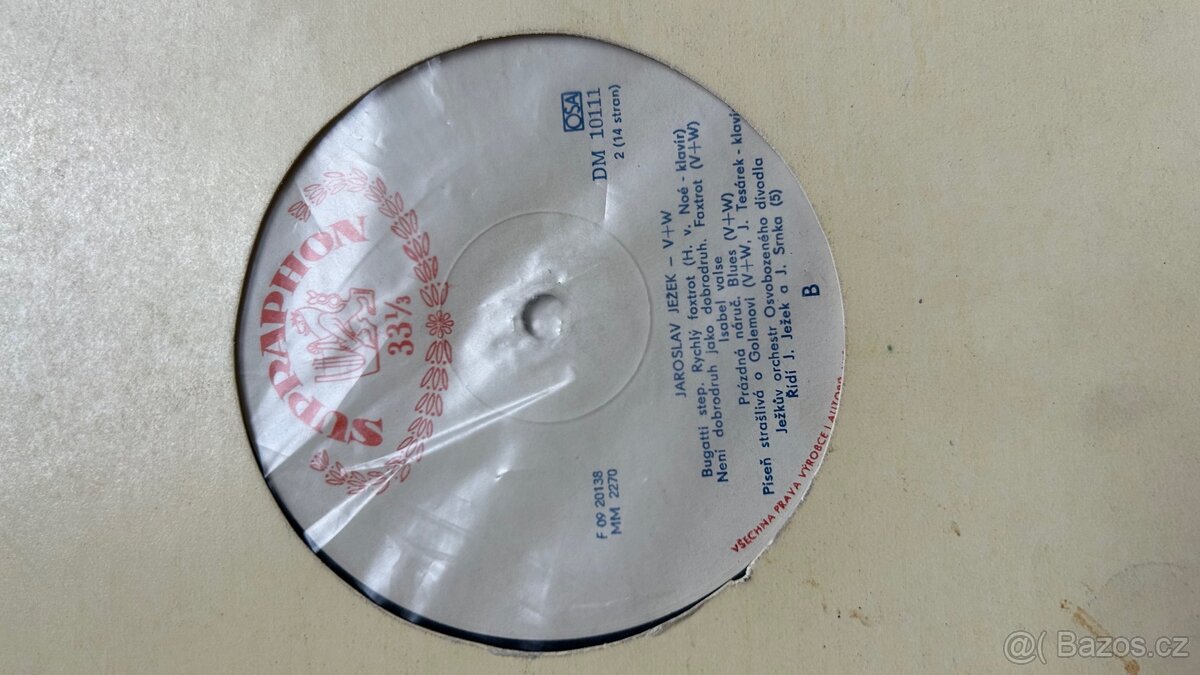 SUPRAPHON
33⅓
OSA
DM 10111
2 (14 stran)
F 09 20138
MM 2270
JAROSLAV JEŽEK – V+W
Bugatti step. Rychlý foxtrot (H. v. Noé - klavír)
Není dobrodruh jako dobrodruh. Foxtrot (V+W)
Isabel valse
Prázdná náruč. Blues (V+W)
Píseň strašlivá o Golemovi (V+W, J. Tesárek - klavír
Ježkův orchestr Osvobozeného divadla
Řídí J. Ježek a J. Srnka (5)
B
VŠECHNA PRÁVA VÝROBCE I AUTORA
@( Bazos.cz